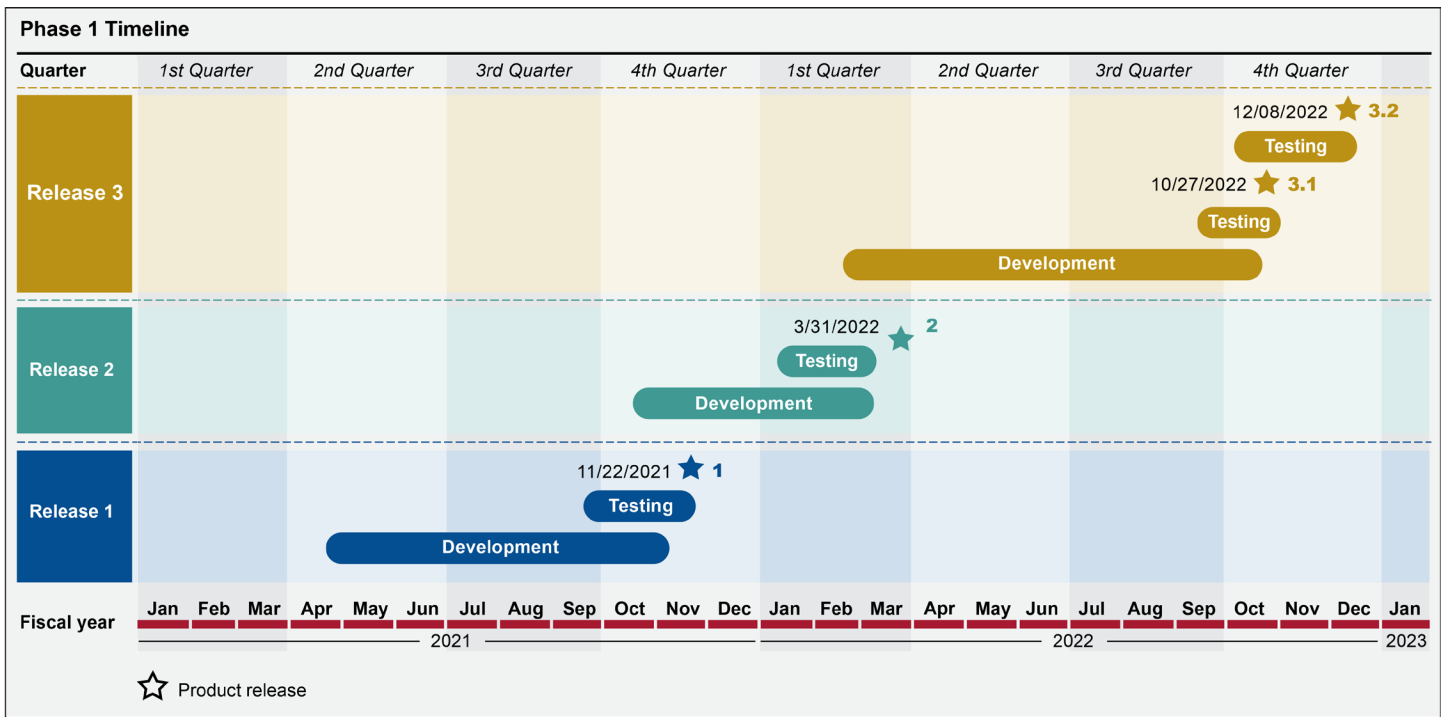 Phase 1 Timeline
Quarter 1st Quarter 2nd Quarter 3rd Quarter 4th Quarter 1st Quarter 2nd Quarter 3rd Quarter 4th Quarter
Release 3
12/08/2022 3.2
Testing
10/27/2022 3.1
Testing
Development
Release 2
3/31/2022 2
Testing
Development
Release 1
11/22/2021 1
Testing
Development
Fiscal year
Jan Feb Mar Apr May Jun Jul Aug Sep Oct Nov Dec Jan Feb Mar Apr May Jun Jul Aug Sep Oct Nov Dec Jan
2021 2022 2023
Product release